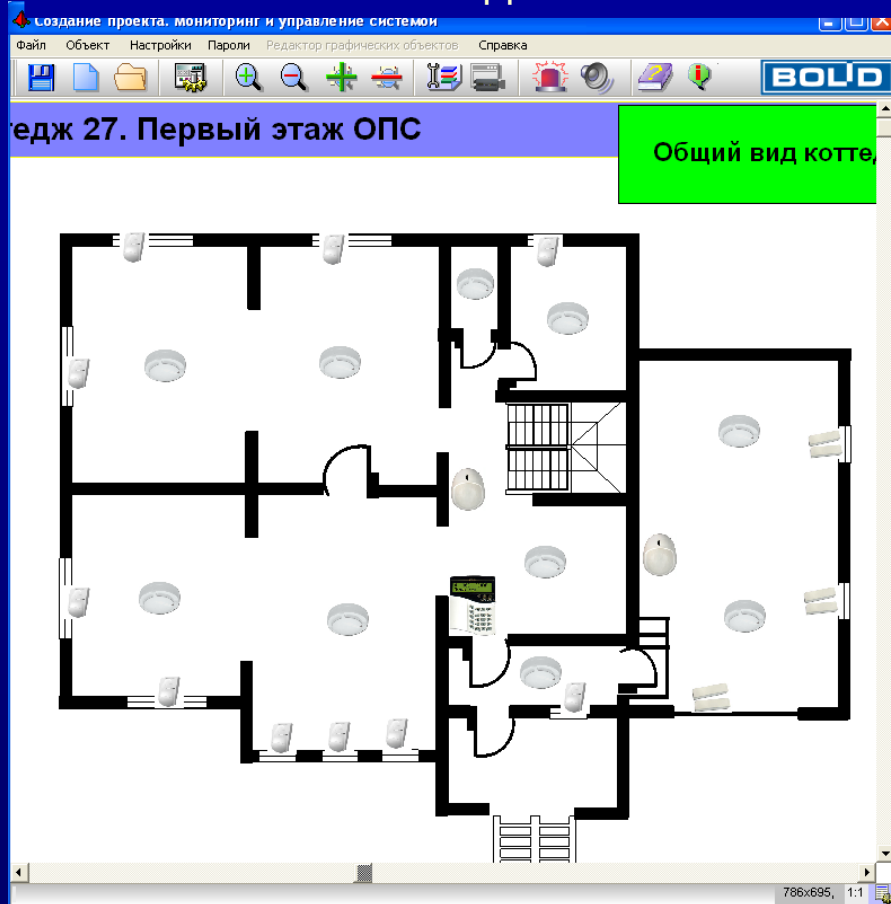 Создание проекта. мониторинг и управление системой
Файл Объект Настройки Пароли Редактор графических объектов Справка
BOLID
едж 27. Первый этаж ОПС
Общий вид котте
786x695, 1:1